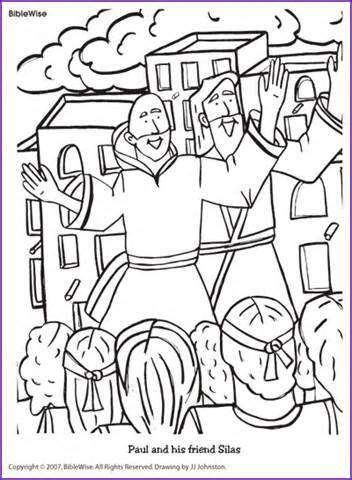 BibleWise
Paul and his friend Silas
Copyright © 2007, BibleWise. All Rights Reserved. Drawing by JJ Johnston.